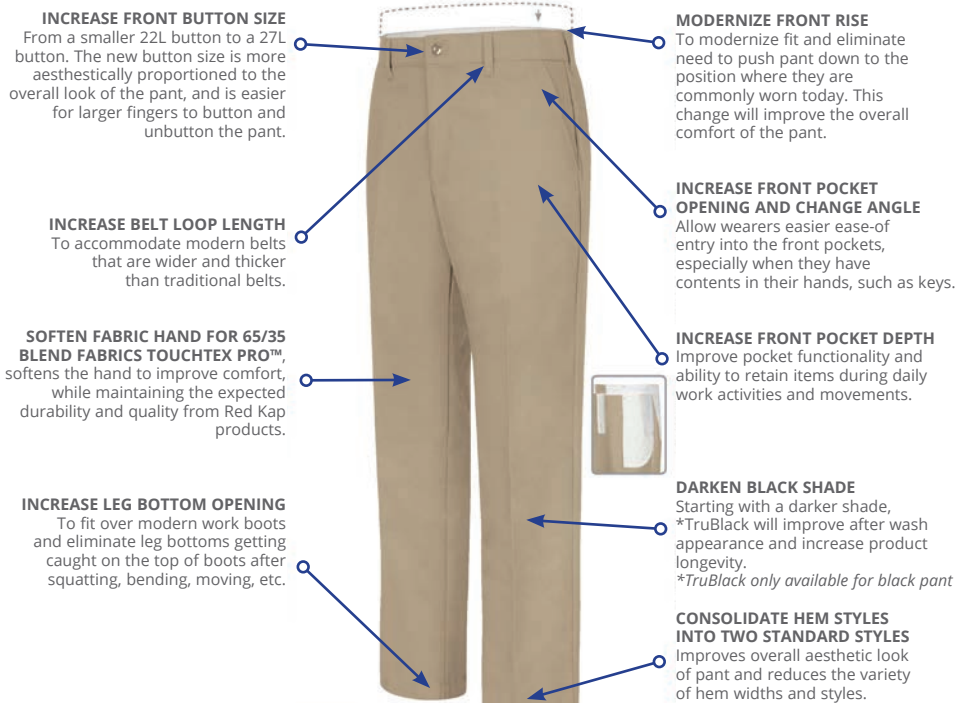 INCREASE FRONT BUTTON SIZE
From a smaller 22L button to a 27L
button. The new button size is more
aesthestically proportioned to the
overall look of the pant, and is easier
for larger fingers to button and
unbutton the pant.
INCREASE BELT LOOP LENGTH
To accommodate modern belts
that are wider and thicker
than traditional belts.
SOFTEN FABRIC HAND FOR 65/35
BLEND FABRICS TOUCHTEX PRO™,
softens the hand to improve comfort,
while maintaining the expected
durability and quality from Red Kap
products.
INCREASE LEG BOTTOM OPENING
To fit over modern work boots
and eliminate leg bottoms getting
caught on the top of boots after
squatting, bending, moving, etc.
MODERNIZE FRONT RISE
To modernize fit and eliminate
need to push pant down to the
position where they are
commonly worn today. This
change will improve the overall
comfort of the pant.
INCREASE FRONT POCKET
OPENING AND CHANGE ANGLE
Allow wearers easier ease-of
entry into the front pockets,
especially when they have
contents in their hands, such as keys.
INCREASE FRONT POCKET DEPTH
Improve pocket functionality and
ability to retain items during daily
work activities and movements.
DARKEN BLACK SHADE
Starting with a darker shade,
*TruBlack will improve after wash
appearance and increase product
longevity.
*TruBlack only available for black pant
CONSOLIDATE HEM STYLES
INTO TWO STANDARD STYLES
Improves overall aesthetic look
of pant and reduces the variety
of hem widths and styles.